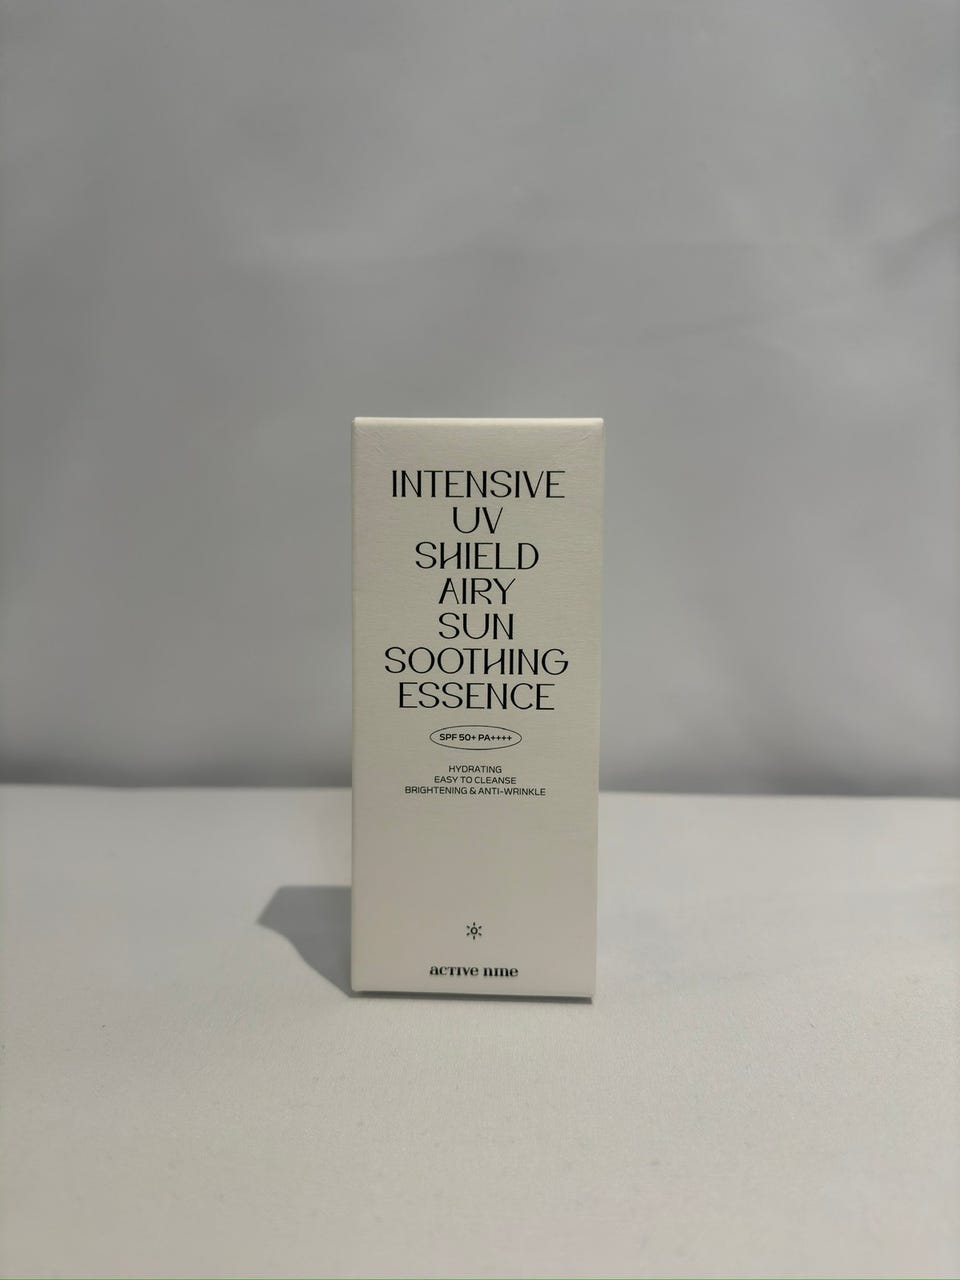 INTENSIVE
UV
SHIELD
AIRY
SUN
SOOTHING
ESSENCE
SPF 50+ PA++++
HYDRATING
EASY TO CLEANSE
BRIGHTENING & ANTI-WRINKLE
active nine